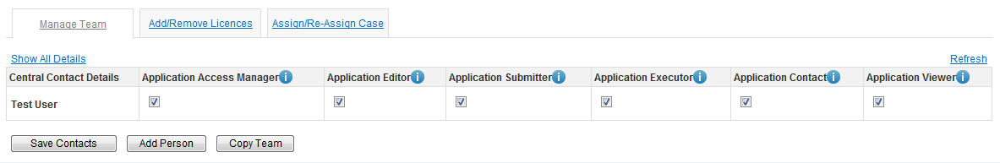 Manage Team Add/Remove Licences Assign/Re-Assign Case
Show All Details Refresh
Central Contact Details Application Access Manager i Application Editor i Application Submitter i Application Executor i Application Contact i Application Viewer i
Test User
Save Contacts Add Person Copy Team